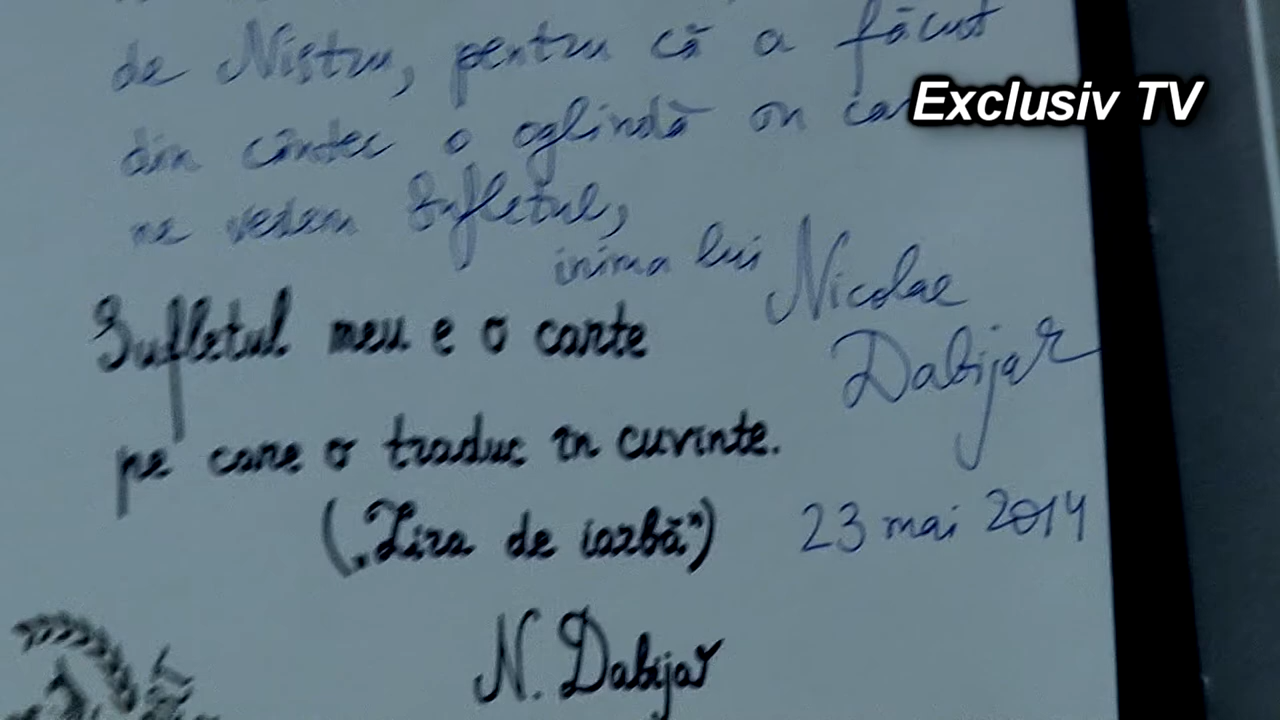 de Nistru, pentru că a făcut
Exclusiv TV
din cântec o oglindă în
ne vedem Sufletul,
inima lui Nicolae
Dabija
Sufletul meu e o carte
pe care o traduc în cuvinte.
(„Lira de iarbă")
23 mai 2014
N. Dabija